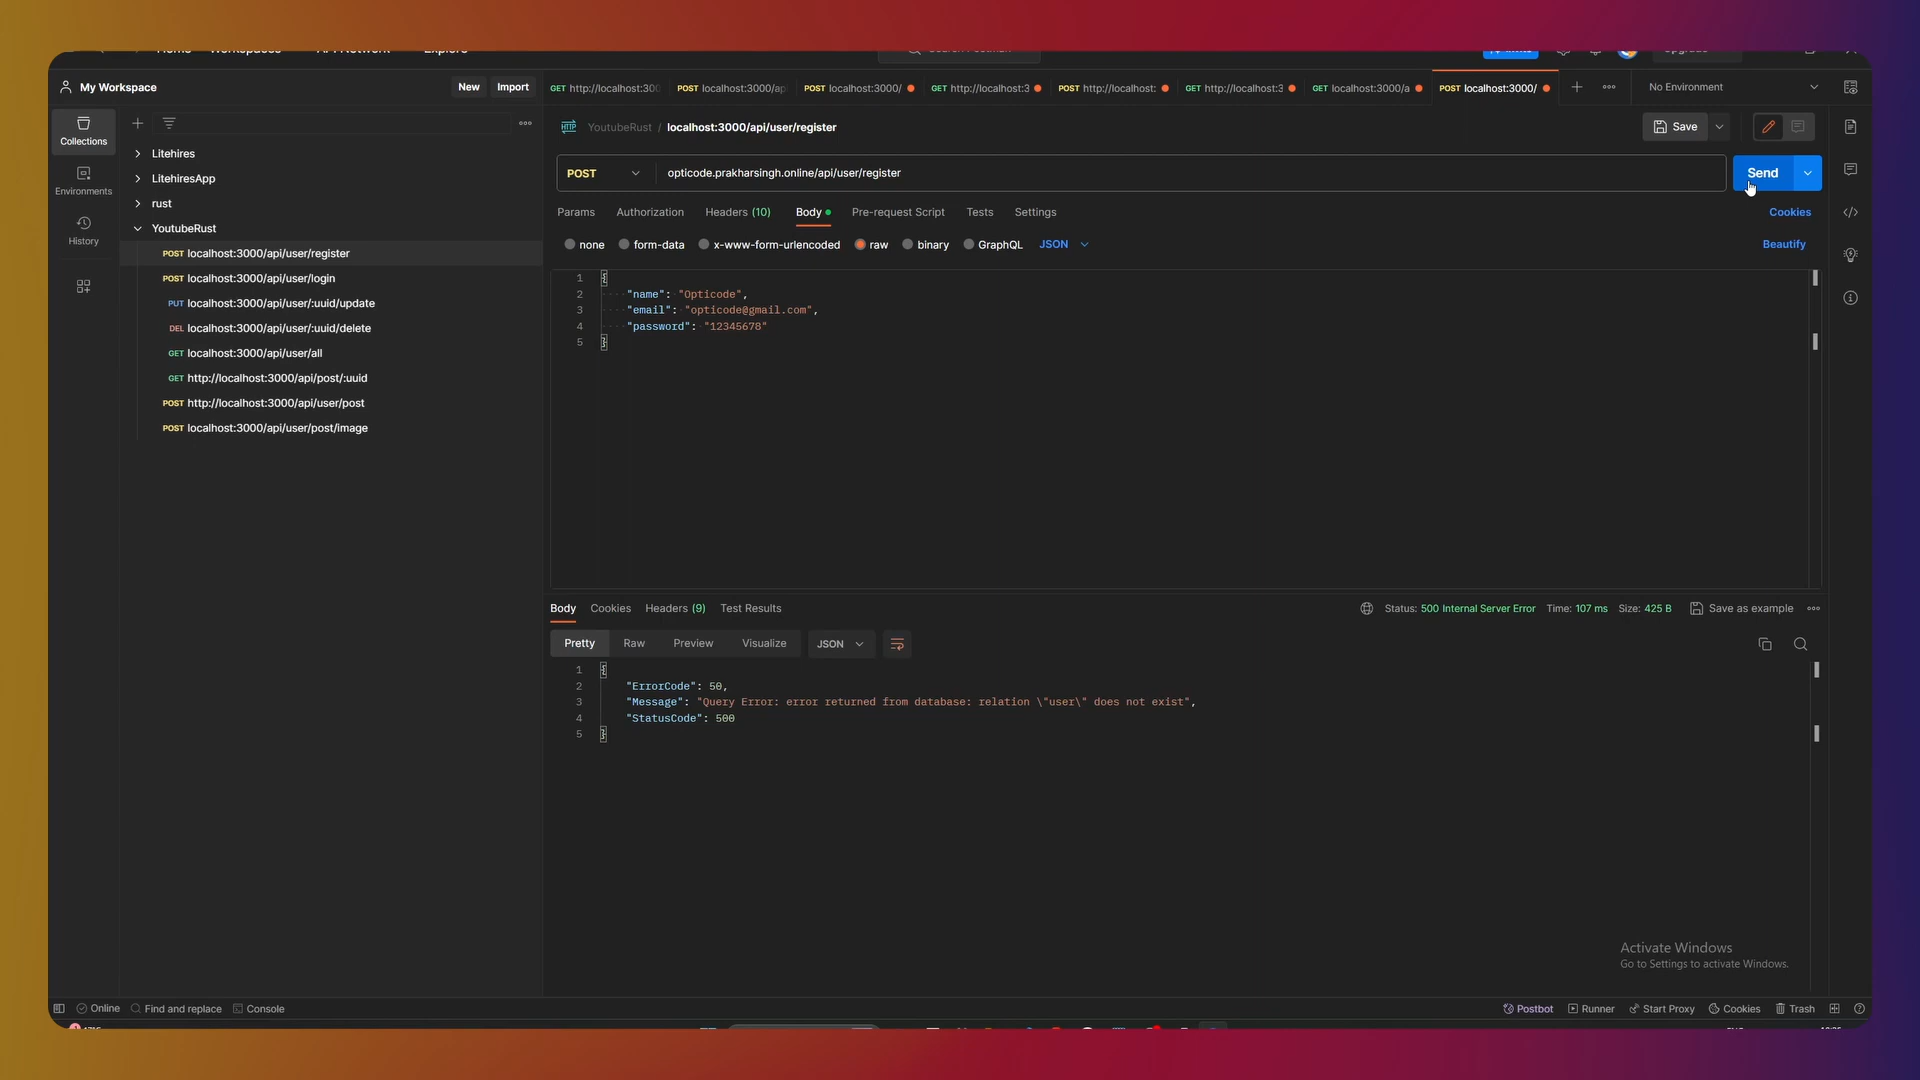 Home Workspaces API Network Explore
My Workspace
New Import
GET http://localhost:300
POST localhost:3000/ap
POST localhost:3000/
GET http://localhost:3
POST http://localhost:
GET http://localhost:3
GET localhost:3000/a
POST localhost:3000/
No Environment
Collections
Environments
History
Litehires
LitehiresApp
rust
YoutubeRust
POST localhost:3000/api/user/register
POST localhost:3000/api/user/login
PUT localhost:3000/api/user/:uuid/update
DEL localhost:3000/api/user/:uuid/delete
GET localhost:3000/api/user/all
GET http://localhost:3000/api/post/:uuid
POST http://localhost:3000/api/user/post
POST localhost:3000/api/user/post/image
HTTP YoutubeRust / localhost:3000/api/user/register
Save
POST opticode.prakharsingh.online/api/user/register
Send
Params Authorization Headers (10) Body Pre-request Script Tests Settings
Cookies
none form-data x-www-form-urlencoded raw binary GraphQL JSON
Beautify
1 {
2 "name": "Opticode",
3 "email": "opticode@gmail.com",
4 "password": "12345678"
5 }
Body Cookies Headers (9) Test Results
Status: 500 Internal Server Error Time: 107 ms Size: 425 B Save as example
Pretty Raw Preview Visualize JSON
1 {
2 "ErrorCode": 50,
3 "Message": "Query Error: error returned from database: relation \"user\" does not exist",
4 "StatusCode": 500
5 }
Activate Windows
Go to Settings to activate Windows.
Online Find and replace Console
Postbot Runner Start Proxy Cookies Trash